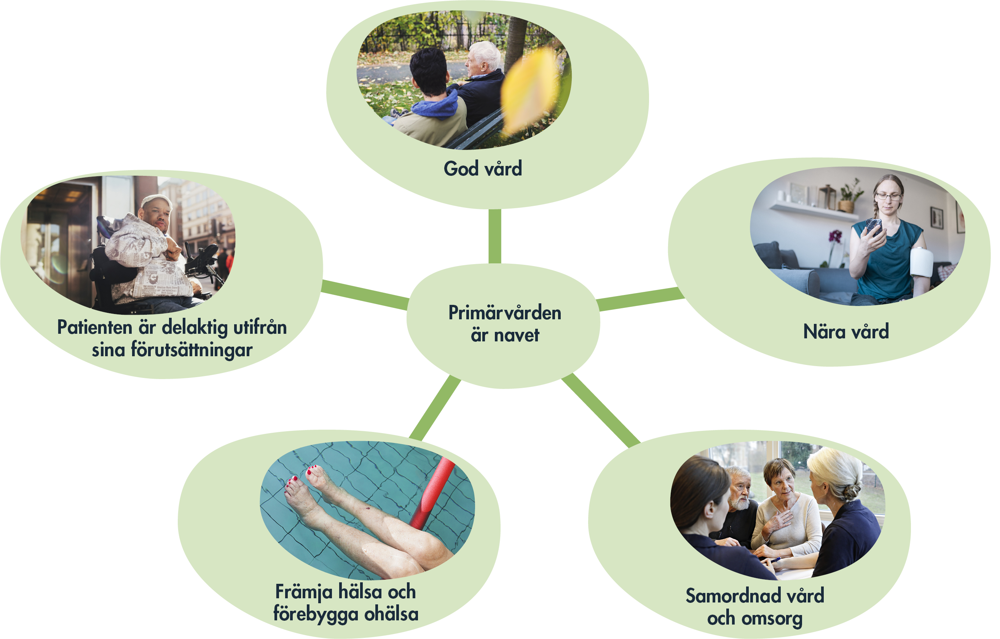 God vård
Patienten är delaktig utifrån
sina förutsättningar
Primärvården
är navet
Nära vård
Främja hälsa och
förebygga ohälsa
Samordnad vård
och omsorg